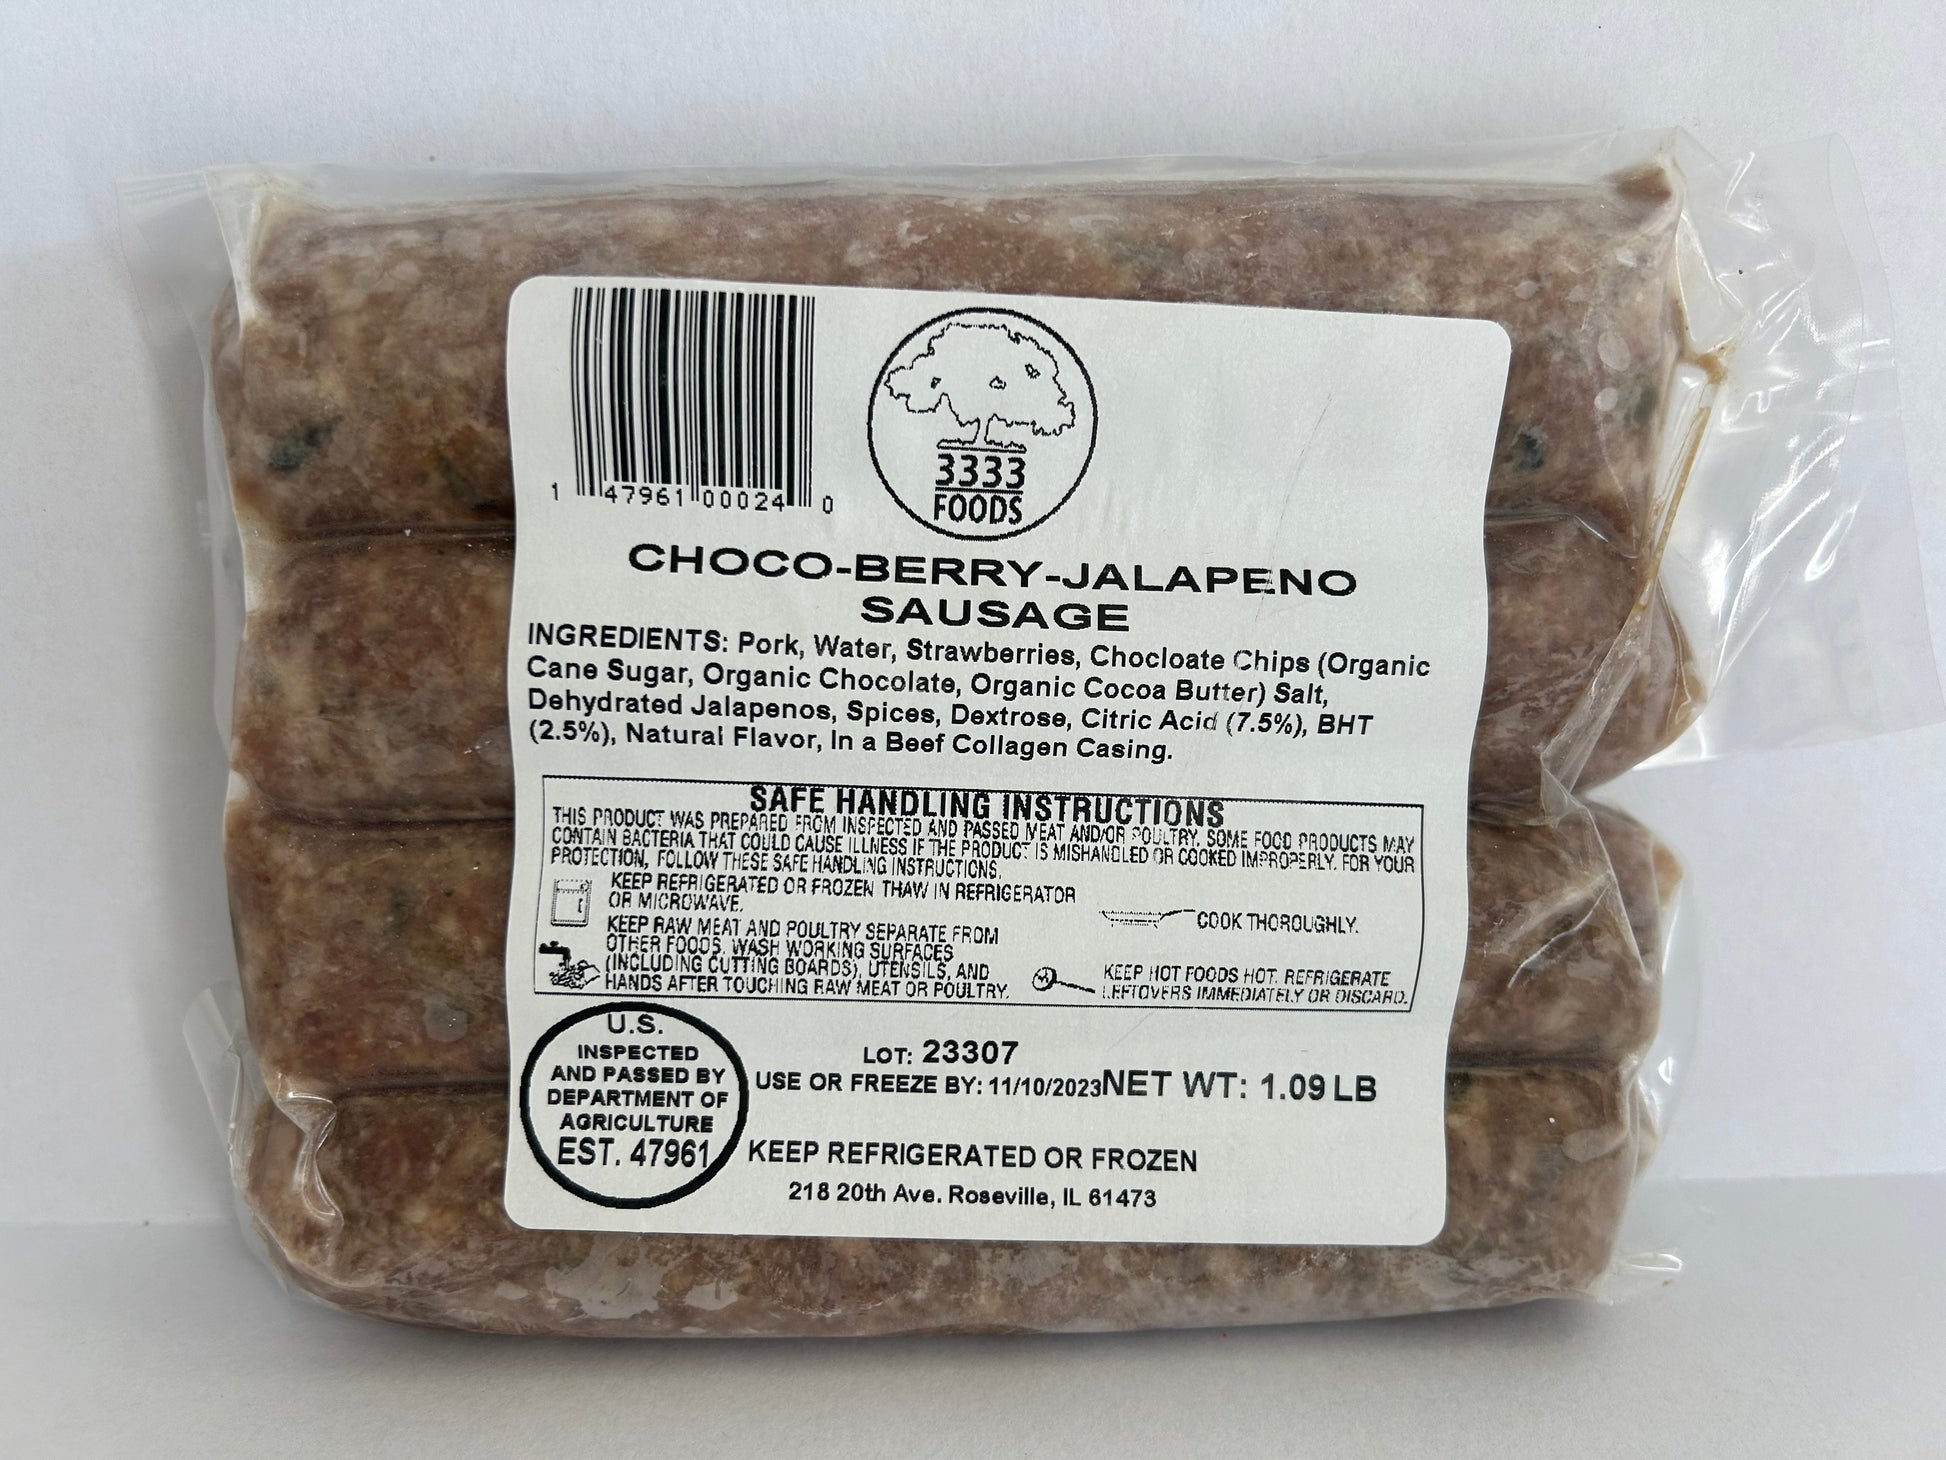 1 47961 00024 0
3333
FOODS
CHOCO-BERRY-JALAPENO
SAUSAGE
INGREDIENTS: Pork, Water, Strawberries, Chocloate Chips (Organic
Cane Sugar, Organic Chocolate, Organic Cocoa Butter) Salt,
Dehydrated Jalapenos, Spices, Dextrose, Citric Acid (7.5%), BHT
(2.5%), Natural Flavor, In a Beef Collagen Casing.
SAFE HANDLING INSTRUCTIONS
THIS PRODUCT WAS PREPARED FROM INSPECTED AND PASSED MEAT AND/OR POULTRY. SOME FOOD PRODUCTS MAY
CONTAIN BACTERIA THAT COULD CAUSE ILLNESS IF THE PRODUCT IS MISHANDLED OR COOKED IMPROPERLY. FOR YOUR
PROTECTION, FOLLOW THESE SAFE HANDLING INSTRUCTIONS.
KEEP REFRIGERATED OR FROZEN THAW IN REFRIGERATOR
OR MICROWAVE.
KEEP RAW MEAT AND POULTRY SEPARATE FROM
OTHER FOODS. WASH WORKING SURFACES
(INCLUDING CUTTING BOARDS), UTENSILS, AND
HANDS AFTER TOUCHING RAW MEAT OR POULTRY.
COOK THOROUGHLY.
KEEP HOT FOODS HOT. REFRIGERATE
LEFTOVERS IMMEDIATELY OR DISCARD.
U.S.
INSPECTED
AND PASSED BY
DEPARTMENT OF
AGRICULTURE
EST. 47961
LOT: 23307
USE OR FREEZE BY: 11/10/2023 NET WT: 1.09 LB
KEEP REFRIGERATED OR FROZEN
218 20th Ave. Roseville, IL 61473